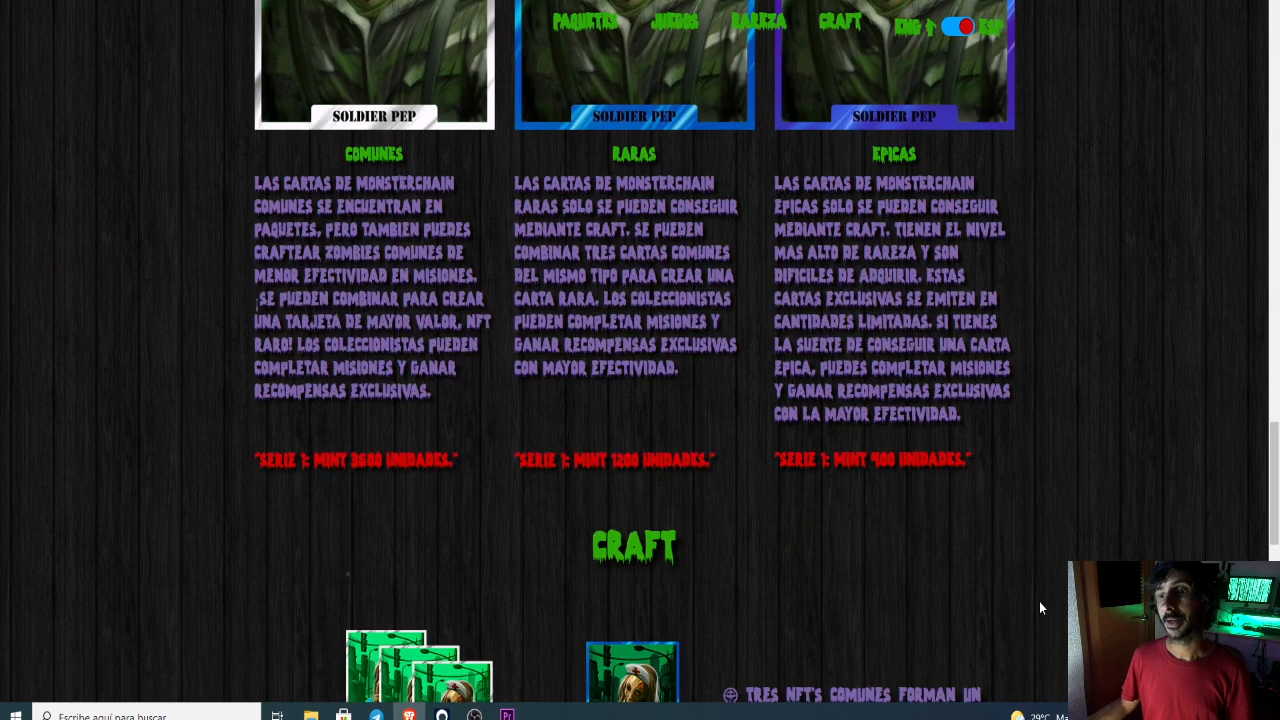 PAQUETES JUEGOS RAREZA CRAFT ENG ESP
SOLDIER PEP SOLDIER PEP SOLDIER PEP
COMUNES
LAS CARTAS DE MONSTERCHAIN
COMUNES SE ENCUENTRAN EN
PAQUETES, PERO TAMBIEN PUEDES
CRAFTEAR ZOMBIES COMUNES DE
MENOR EFECTIVIDAD EN MISIONES.
¡SE PUEDEN COMBINAR PARA CREAR
UNA TARJETA DE MAYOR VALOR, NFT
RARO! LOS COLECCIONISTAS PUEDEN
COMPLETAR MISIONES Y GANAR
RECOMPENSAS EXCLUSIVAS.
"SERIE 1: MINT 3600 UNIDADES."
RARAS
LAS CARTAS DE MONSTERCHAIN
RARAS SOLO SE PUEDEN CONSEGUIR
MEDIANTE CRAFT. SE PUEDEN
COMBINAR TRES CARTAS COMUNES
DEL MISMO TIPO PARA CREAR UNA
CARTA RARA. LOS COLECCIONISTAS
PUEDEN COMPLETAR MISIONES Y
GANAR RECOMPENSAS EXCLUSIVAS
CON MAYOR EFECTIVIDAD.
"SERIE 1: MINT 1200 UNIDADES."
EPICAS
LAS CARTAS DE MONSTERCHAIN
EPICAS SOLO SE PUEDEN CONSEGUIR
MEDIANTE CRAFT. TIENEN EL NIVEL
MAS ALTO DE RAREZA Y SON
DIFICILES DE ADQUIRIR. ESTAS
CARTAS EXCLUSIVAS SE EMITEN EN
CANTIDADES LIMITADAS. SI TIENES
LA SUERTE DE CONSEGUIR UNA CARTA
EPICA, PUEDES COMPLETAR MISIONES
Y GANAR RECOMPENSAS EXCLUSIVAS
CON LA MAYOR EFECTIVIDAD.
"SERIE 1: MINT 400 UNIDADES."
CRAFT
TRES NFT'S COMUNES FORMAN UN
Escribe aquí para buscar
Pr
29°C